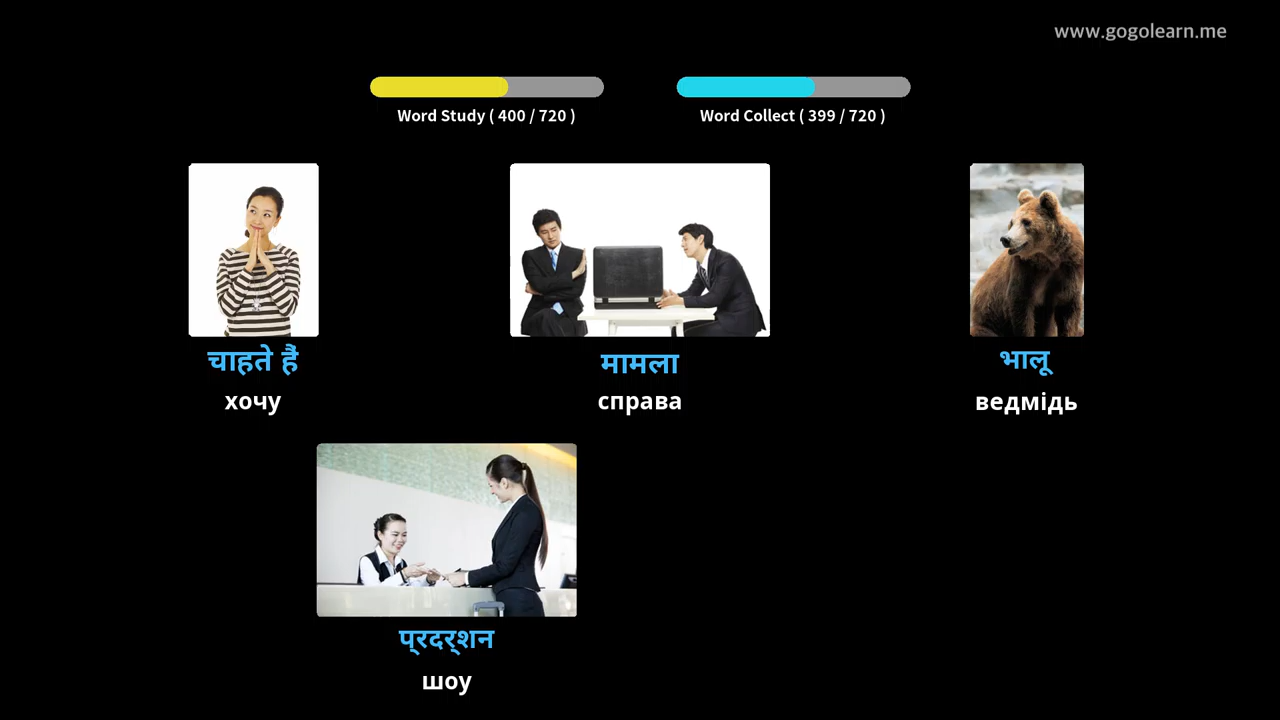 www.gogolearn.me
Word Study ( 400 / 720 )
Word Collect ( 399 / 720 )
चाहते हैं
хочу
मामला
справа
भालू
ведмідь
प्रदर्शन
шоу